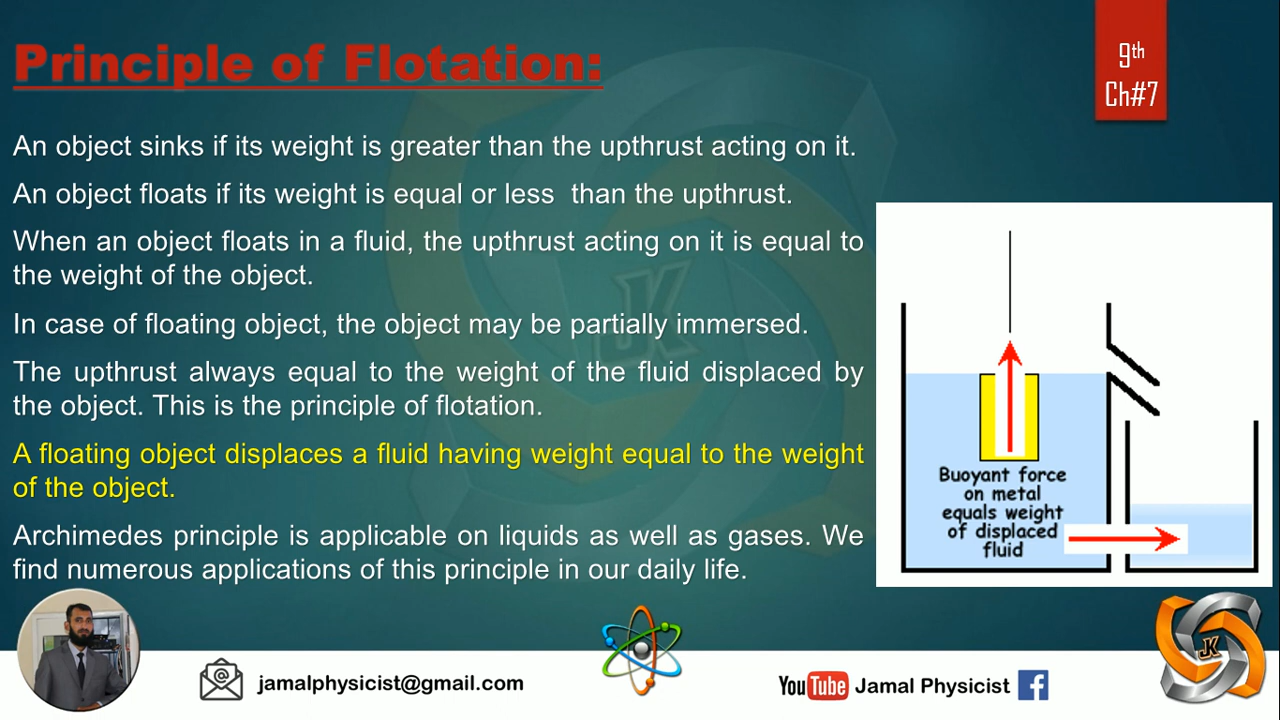 Principle of Flotation:
9th
Ch#7
An object sinks if its weight is greater than the upthrust acting on it.
An object floats if its weight is equal or less  than the upthrust.
When an object floats in a fluid, the upthrust acting on it is equal to
the weight of the object.
In case of floating object, the object may be partially immersed.
The upthrust always equal to the weight of the fluid displaced by
the object. This is the principle of flotation.
A floating object displaces a fluid having weight equal to the weight
of the object.
Archimedes principle is applicable on liquids as well as gases. We
find numerous applications of this principle in our daily life.
Buoyant force
on metal
equals weight
of displaced
fluid
jamalphysicist@gmail.com
YouTube Jamal Physicist f
JK
JK